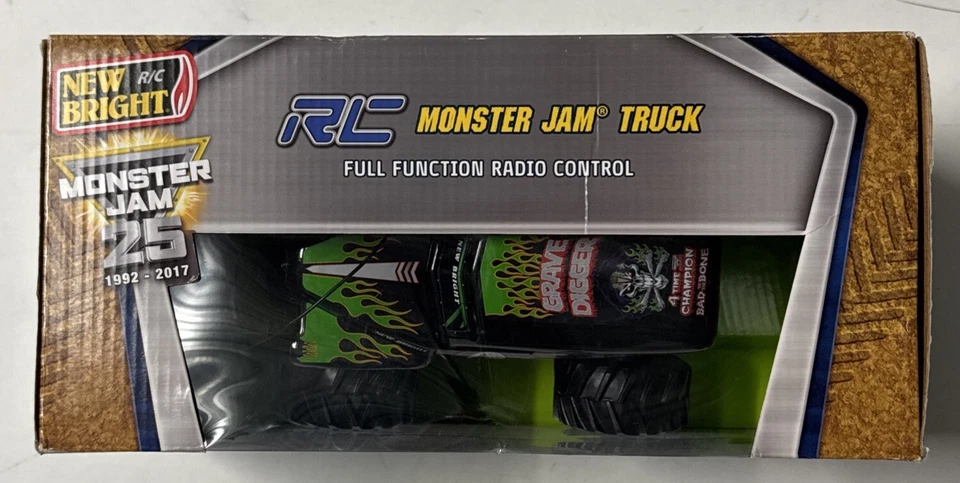 NEW R/C
BRIGHT
RC MONSTER JAM® TRUCK
FULL FUNCTION RADIO CONTROL
MONSTER
JAM
25
1992 - 2017
NEW BRIGHT
GRAVE
DIGGER
4 TIME
CHAMPION
BAD TO THE BONE